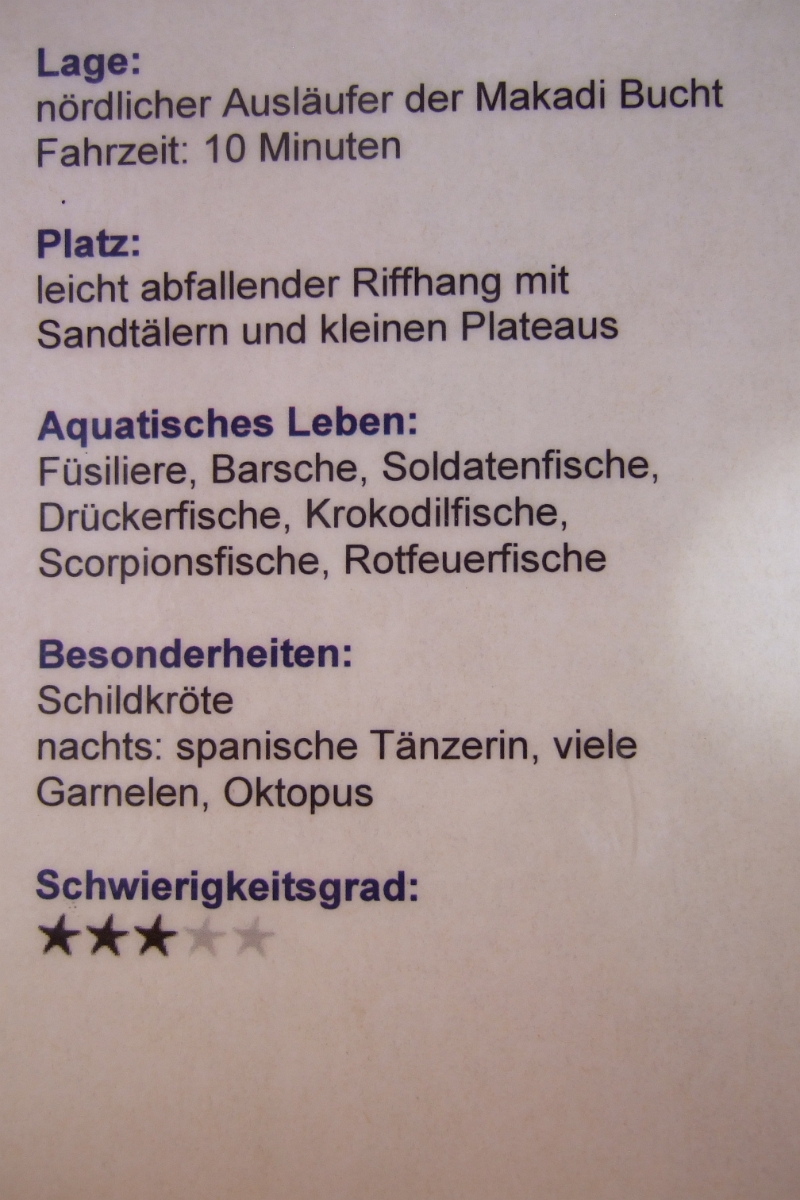 Lage:
nördlicher Ausläufer der Makadi Bucht
Fahrzeit: 10 Minuten
Platz:
leicht abfallender Riffhang mit
Sandtälern und kleinen Plateaus
Aquatisches Leben:
Füsiliere, Barsche, Soldatenfische,
Drückerfische, Krokodilfische,
Scorpionsfische, Rotfeuerfische
Besonderheiten:
Schildkröte
nachts: spanische Tänzerin, viele
Garnelen, Oktopus
Schwierigkeitsgrad: